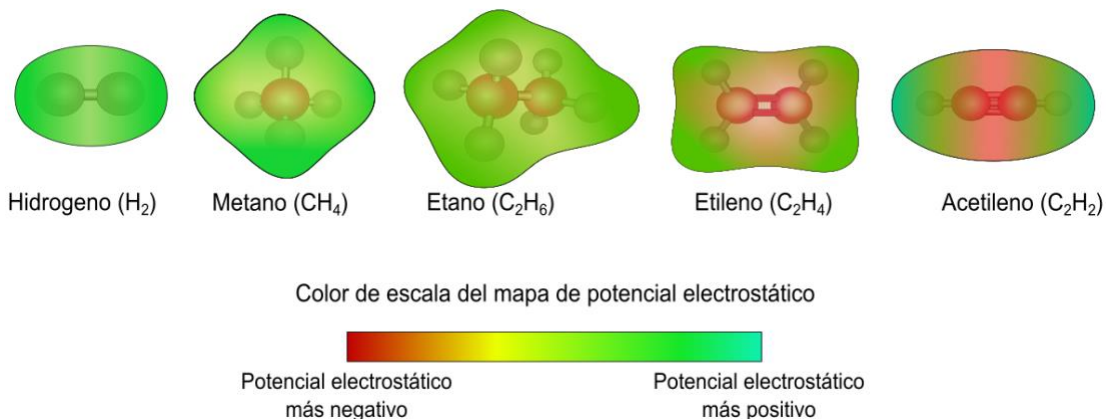 Hidrogeno (H₂)
Metano (CH₄)
Etano (C₂H₆)
Etileno (C₂H₄)
Acetileno (C₂H₂)
Color de escala del mapa de potencial electrostático
Potencial electrostático
más negativo
Potencial electrostático
más positivo